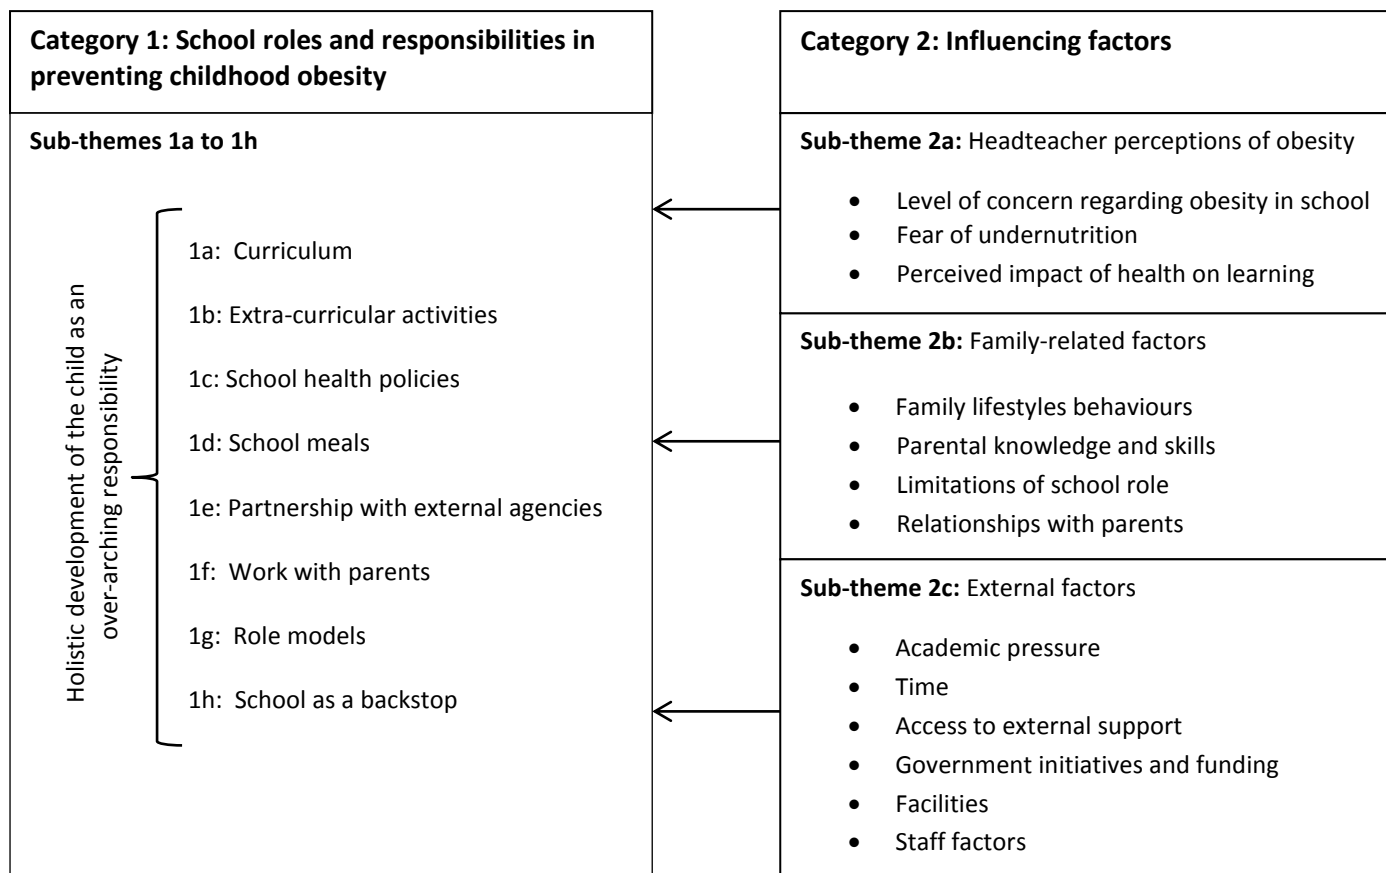 Category 1: School roles and responsibilities in
preventing childhood obesity
Sub-themes 1a to 1h
Holistic development of the child as an
over-arching responsibility
1a: Curriculum
1b: Extra-curricular activities
1c: School health policies
1d: School meals
1e: Partnership with external agencies
1f: Work with parents
1g: Role models
1h: School as a backstop
Category 2: Influencing factors
Sub-theme 2a: Headteacher perceptions of obesity
• Level of concern regarding obesity in school
• Fear of undernutrition
• Perceived impact of health on learning
Sub-theme 2b: Family-related factors
• Family lifestyles behaviours
• Parental knowledge and skills
• Limitations of school role
• Relationships with parents
Sub-theme 2c: External factors
• Academic pressure
• Time
• Access to external support
• Government initiatives and funding
• Facilities
• Staff factors